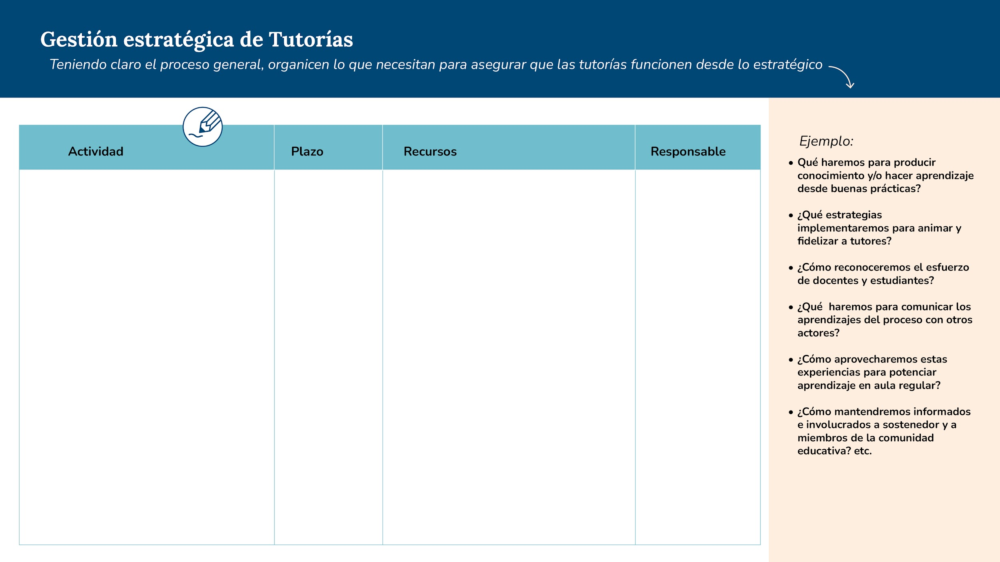 Gestión estratégica de Tutorías
Teniendo claro el proceso general, organicen lo que necesitan para asegurar que las tutorías funcionen desde lo estratégico
Actividad
Plazo
Recursos
Responsable
Ejemplo:
• Qué haremos para producir
conocimiento y/o hacer aprendizaje
desde buenas prácticas?
• ¿Qué estrategias
implementaremos para animar y
fidelizar a tutores?
• ¿Cómo reconoceremos el esfuerzo
de docentes y estudiantes?
• ¿Qué  haremos para comunicar los
aprendizajes del proceso con otros
actores?
• ¿Cómo aprovecharemos estas
experiencias para potenciar
aprendizaje en aula regular?
• ¿Cómo mantendremos informados
e involucrados a sostenedor y a
miembros de la comunidad
educativa? etc.